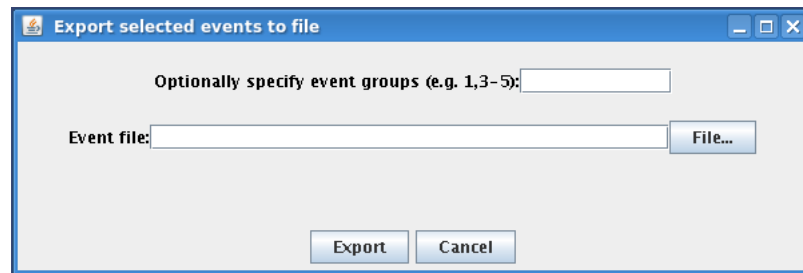 Export selected events to file
Optionally specify event groups (e.g. 1,3-5):
Event file: File...
Export Cancel